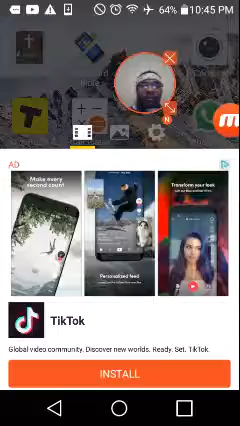 64% 10:45 PM
N
AD
Make every
second count!
Personalized feed
Transform your look
TikTok
Global video community. Discover new worlds. Ready. Set. TikTok.
INSTALL